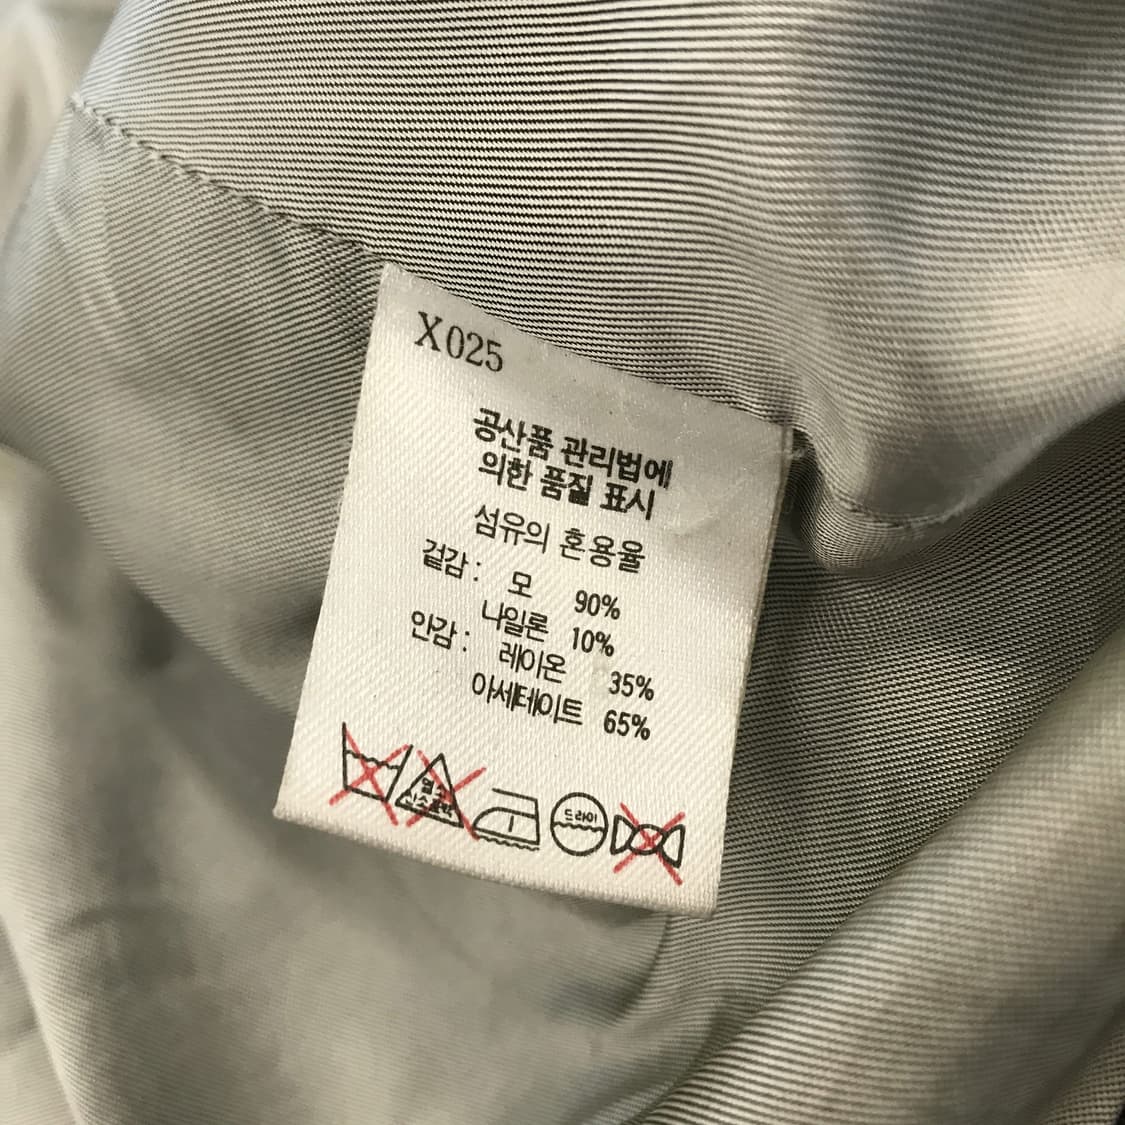 X025
공산품 관리법에
의한 품질 표시
섬유의 혼용율
겉감 : 모 90%
나일론 10%
안감 : 레이온 35%
아세테이트 65%
드라이